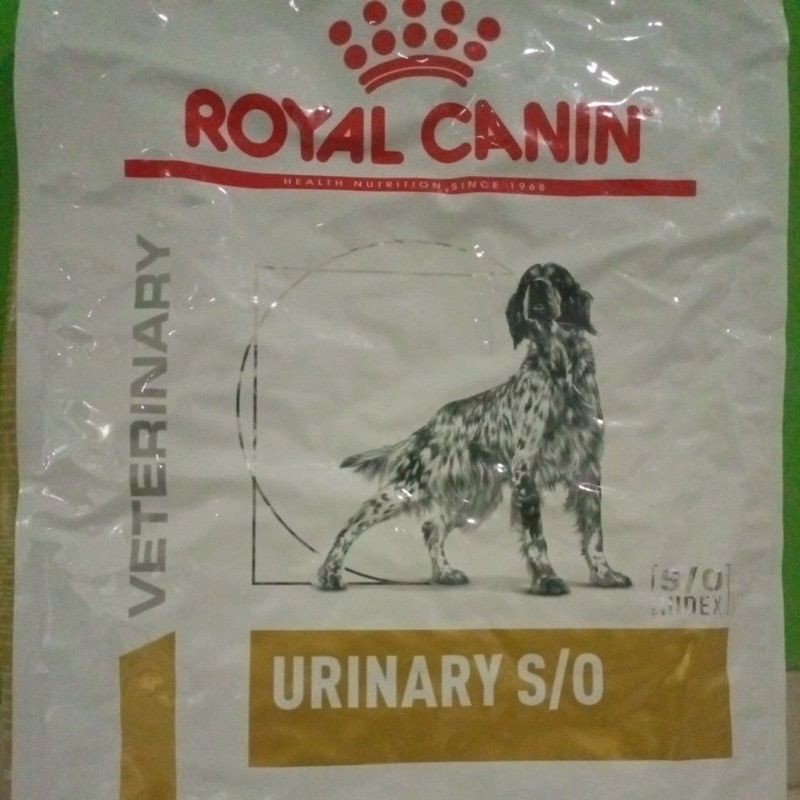 ROYAL CANIN®
HEALTH NUTRITION SINCE 1968
VETERINARY
S/O
INDEX
URINARY S/O